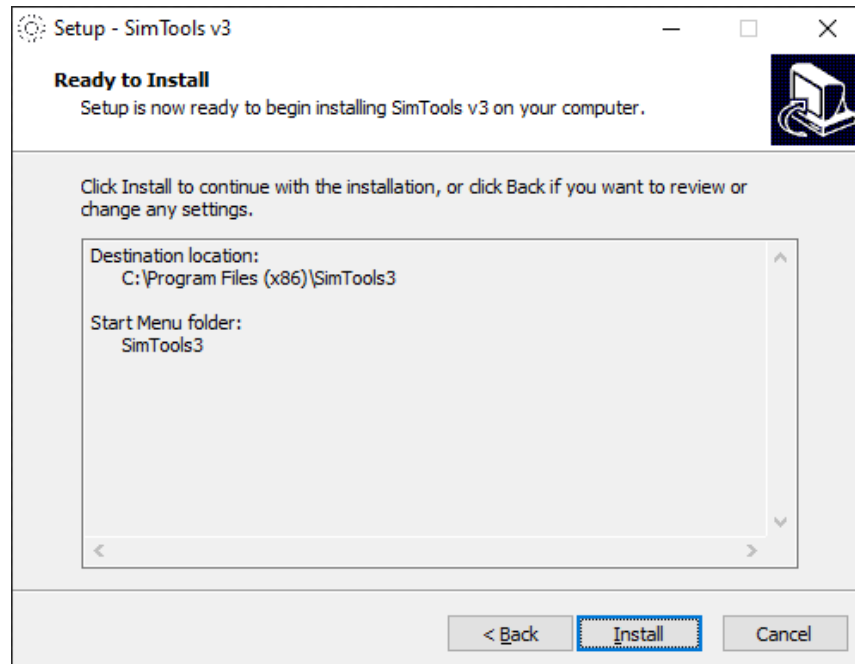 Setup - SimTools v3
Ready to Install
Setup is now ready to begin installing SimTools v3 on your computer.
Click Install to continue with the installation, or click Back if you want to review or
change any settings.
Destination location:
C:\Program Files (x86)\SimTools3
Start Menu folder:
SimTools3
< Back
Install
Cancel